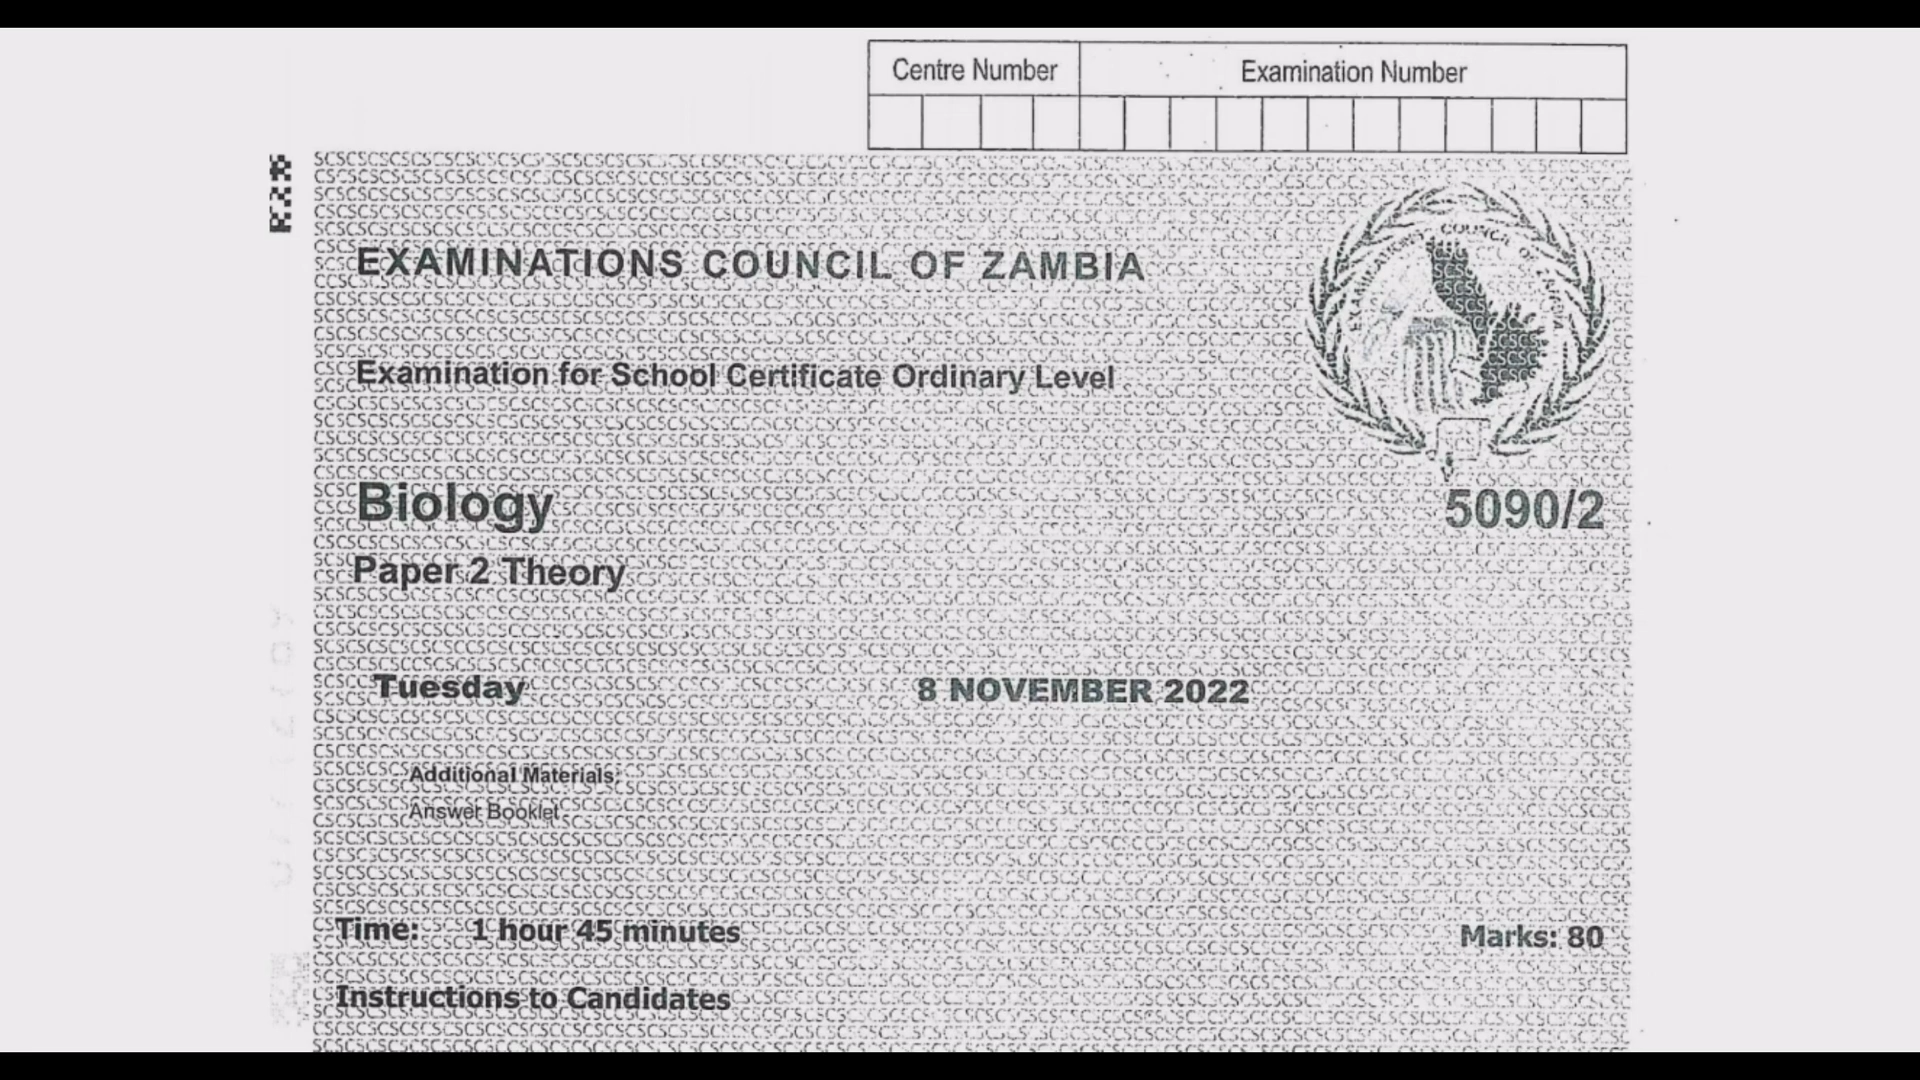 Centre Number Examination Number
EXAMINATIONS COUNCIL OF ZAMBIA
Examination for School Certificate Ordinary Level
Biology 5090/2
Paper 2 Theory
Tuesday 8 NOVEMBER 2022
Additional Materials:
Answer Booklet
Time: 1 hour 45 minutes Marks: 80
Instructions to Candidates